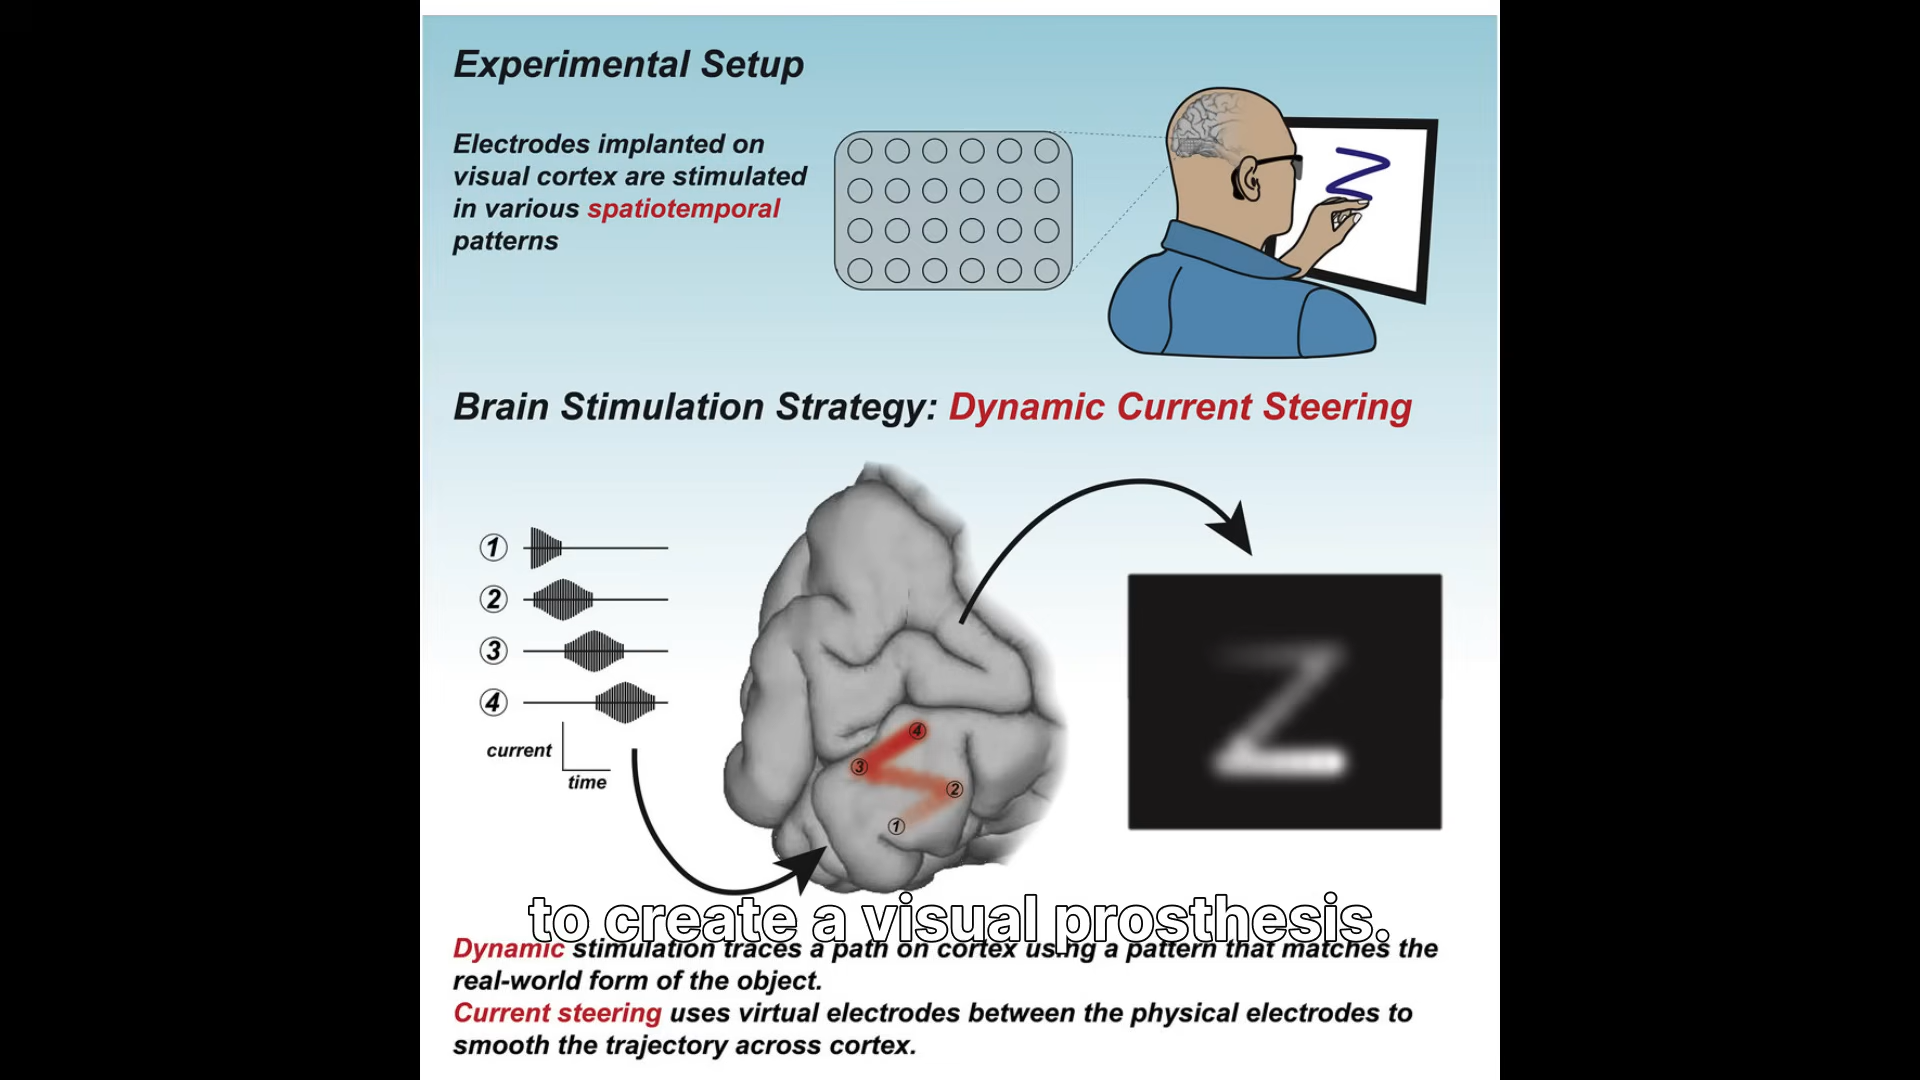 Experimental Setup
Electrodes implanted on
visual cortex are stimulated
in various spatiotemporal
patterns
Z
Brain Stimulation Strategy: Dynamic Current Steering
1
2
3
4
current
time
4
3
2
1
Z
to create a visual prosthesis.
Dynamic stimulation traces a path on cortex using a pattern that matches the
real-world form of the object.
Current steering uses virtual electrodes between the physical electrodes to
smooth the trajectory across cortex.